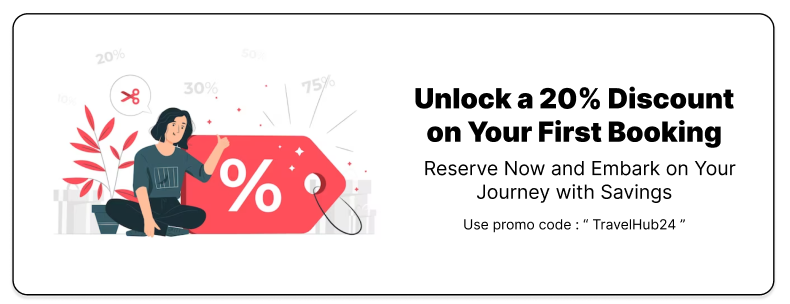 20%
50%
30%
75%
%
Unlock a 20% Discount
on Your First Booking
Reserve Now and Embark on Your
Journey with Savings
Use promo code : “ TravelHub24 ”